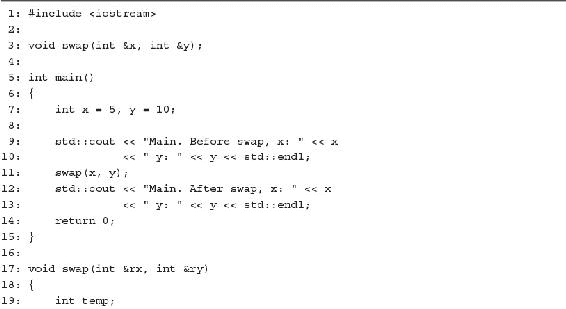 1: #include <iostream>
2:
3: void swap(int &x, int &y);
4:
5: int main()
6: {
7:     int x = 5, y = 10;
8:
9:     std::cout << "Main. Before swap, x: " << x
10:               << " y: " << y << std::endl;
11:     swap(x, y);
12:     std::cout << "Main. After swap, x: " << x
13:               << " y: " << y << std::endl;
14:     return 0;
15: }
16:
17: void swap(int &rx, int &ry)
18: {
19:     int temp;